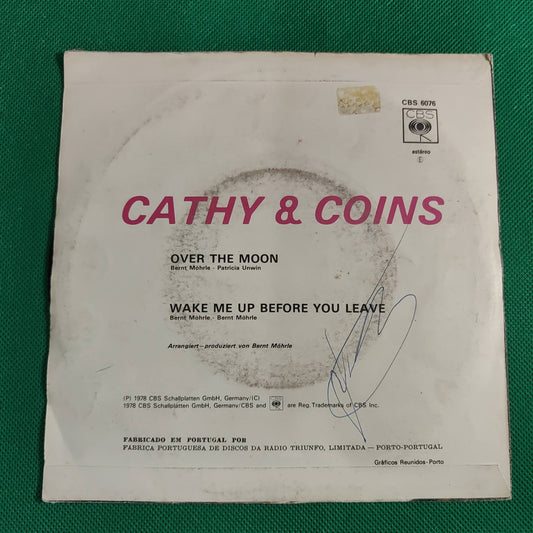 CBS 6076
CBS
estéreo
E
CATHY & COINS
OVER THE MOON
Bernt Möhrle - Patricia Unwin
WAKE ME UP BEFORE YOU LEAVE
Bernt Möhrle - Bernt Möhrle
Arrangiert—produziert von Bernt Möhrle
(P) 1978 CBS Schallplatten GmbH, Germany/(C)
1978 CBS Schallplatten GmbH, Germany/CBS and are Reg. Trademarks of CBS Inc.
FABRICADO EM PORTUGAL POR
FÁBRICA PORTUGUESA DE DISCOS DA RADIO TRIUNFO, LIMITADA — PORTO-PORTUGAL
Gráficos Reunidos-Porto